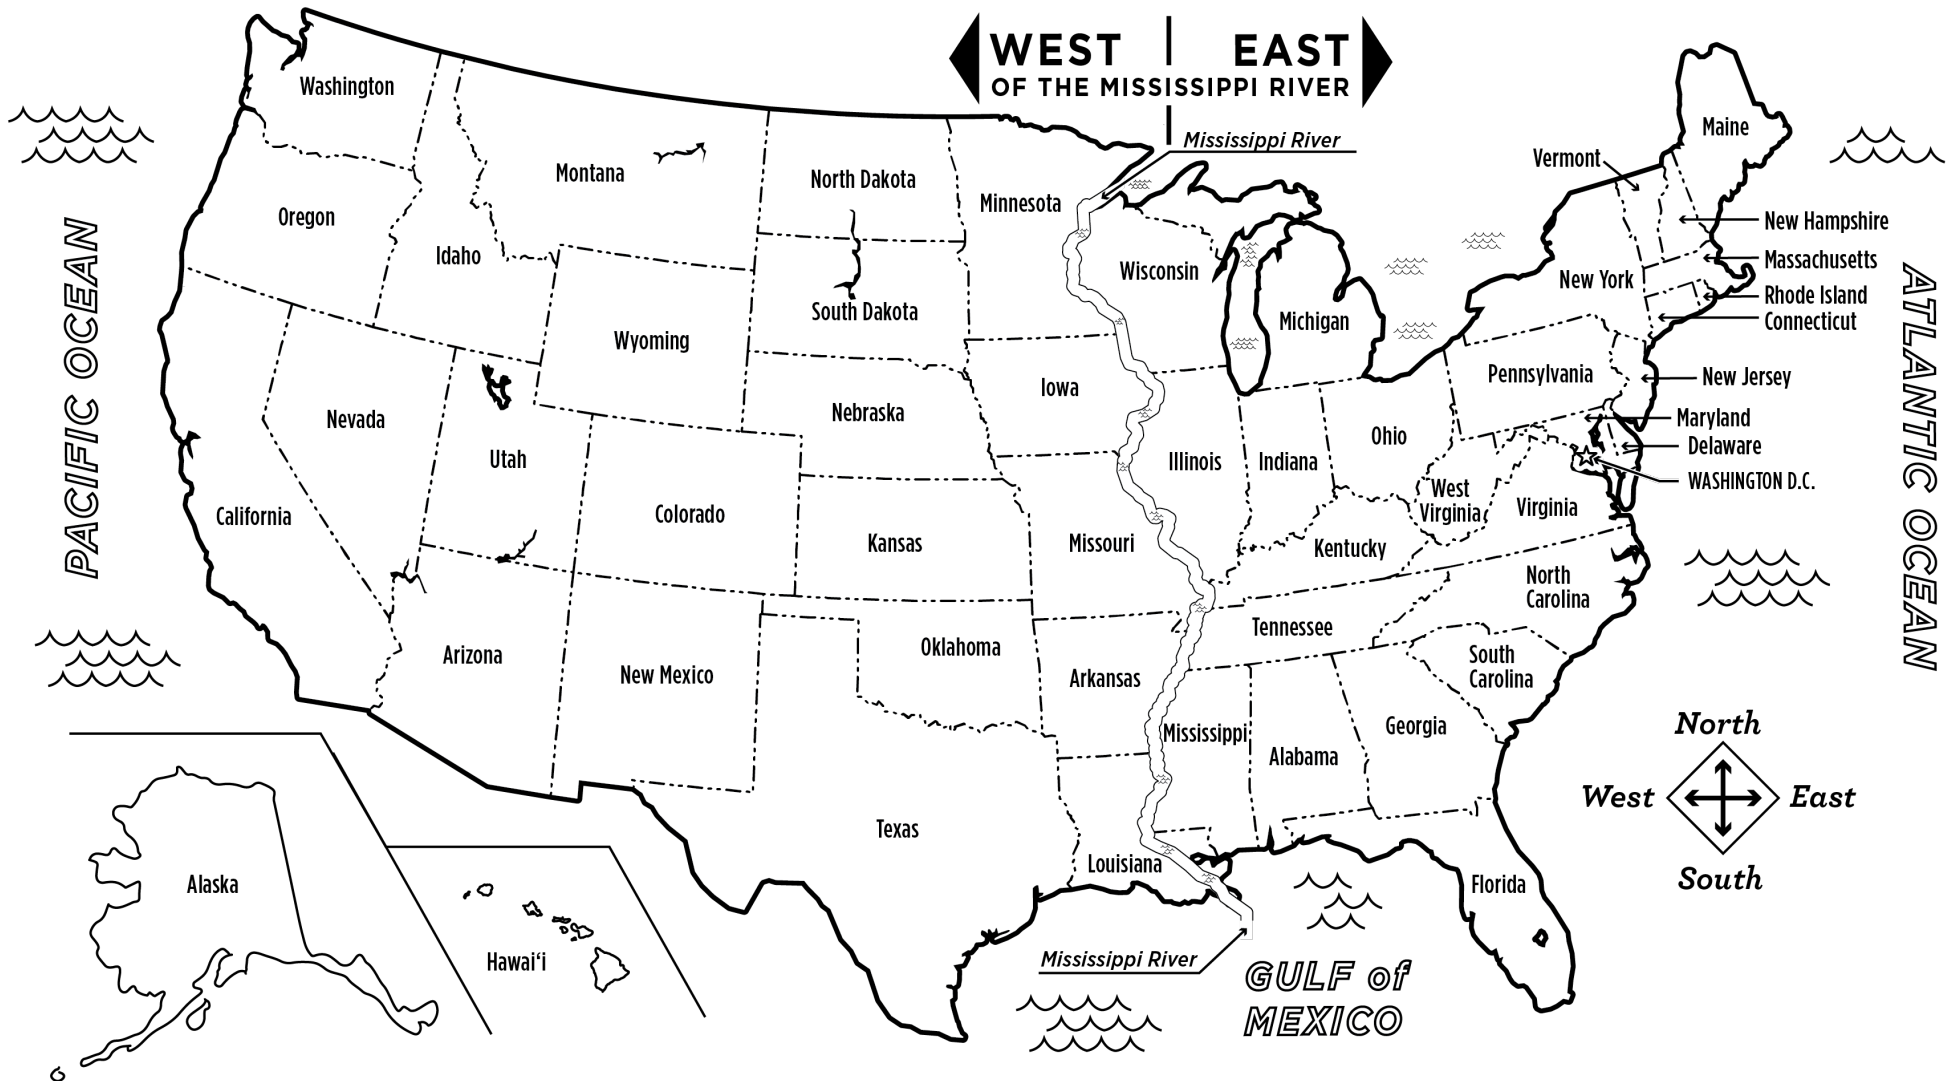 WEST
EAST
OF THE MISSISSIPPI RIVER
Mississippi River
Washington
Oregon
Idaho
Montana
North Dakota
South Dakota
Minnesota
Wisconsin
Michigan
Wyoming
Nebraska
Iowa
Illinois
Indiana
Ohio
Pennsylvania
New York
Vermont
Maine
New Hampshire
Massachusetts
Rhode Island
Connecticut
New Jersey
Maryland
Delaware
WASHINGTON D.C.
West
Virginia
Virginia
Kentucky
North
Carolina
Tennessee
South
Carolina
Georgia
Alabama
Mississippi
Florida
Louisiana
Arkansas
Missouri
Kansas
Oklahoma
Texas
Colorado
New Mexico
Utah
Arizona
Nevada
California
Alaska
Hawai‘i
PACIFIC OCEAN
ATLANTIC OCEAN
Mississippi River
GULF of
MEXICO
North
West
East
South